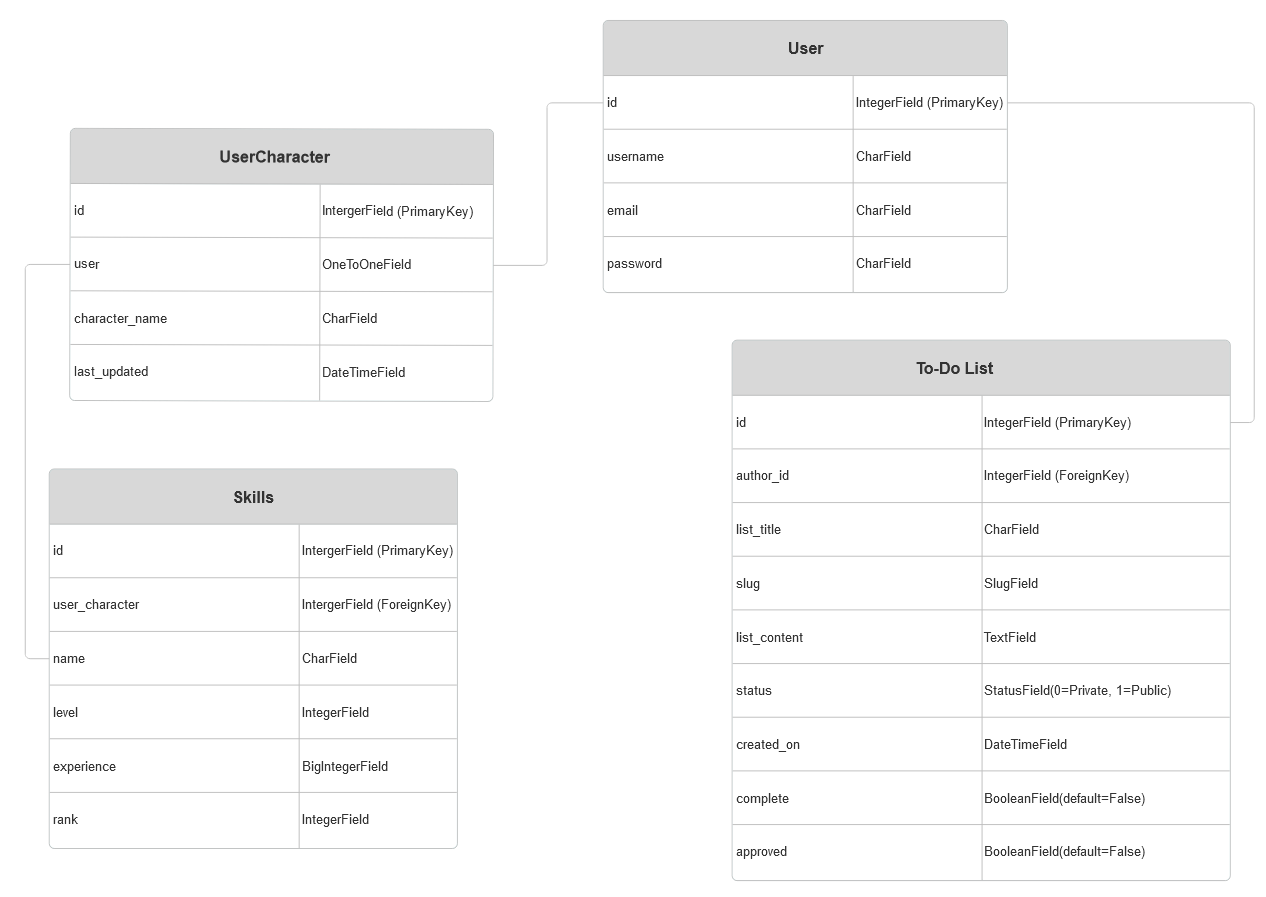 User
id IntegerField (PrimaryKey)
username CharField
email CharField
password CharField
UserCharacter
id IntergerField (PrimaryKey)
user OneToOneField
character_name CharField
last_updated DateTimeField
Skills
id IntergerField (PrimaryKey)
user_character IntergerField (ForeignKey)
name CharField
level IntegerField
experience BigIntegerField
rank IntegerField
To-Do List
id IntegerField (PrimaryKey)
author_id IntegerField (ForeignKey)
list_title CharField
slug SlugField
list_content TextField
status StatusField(0=Private, 1=Public)
created_on DateTimeField
complete BooleanField(default=False)
approved BooleanField(default=False)